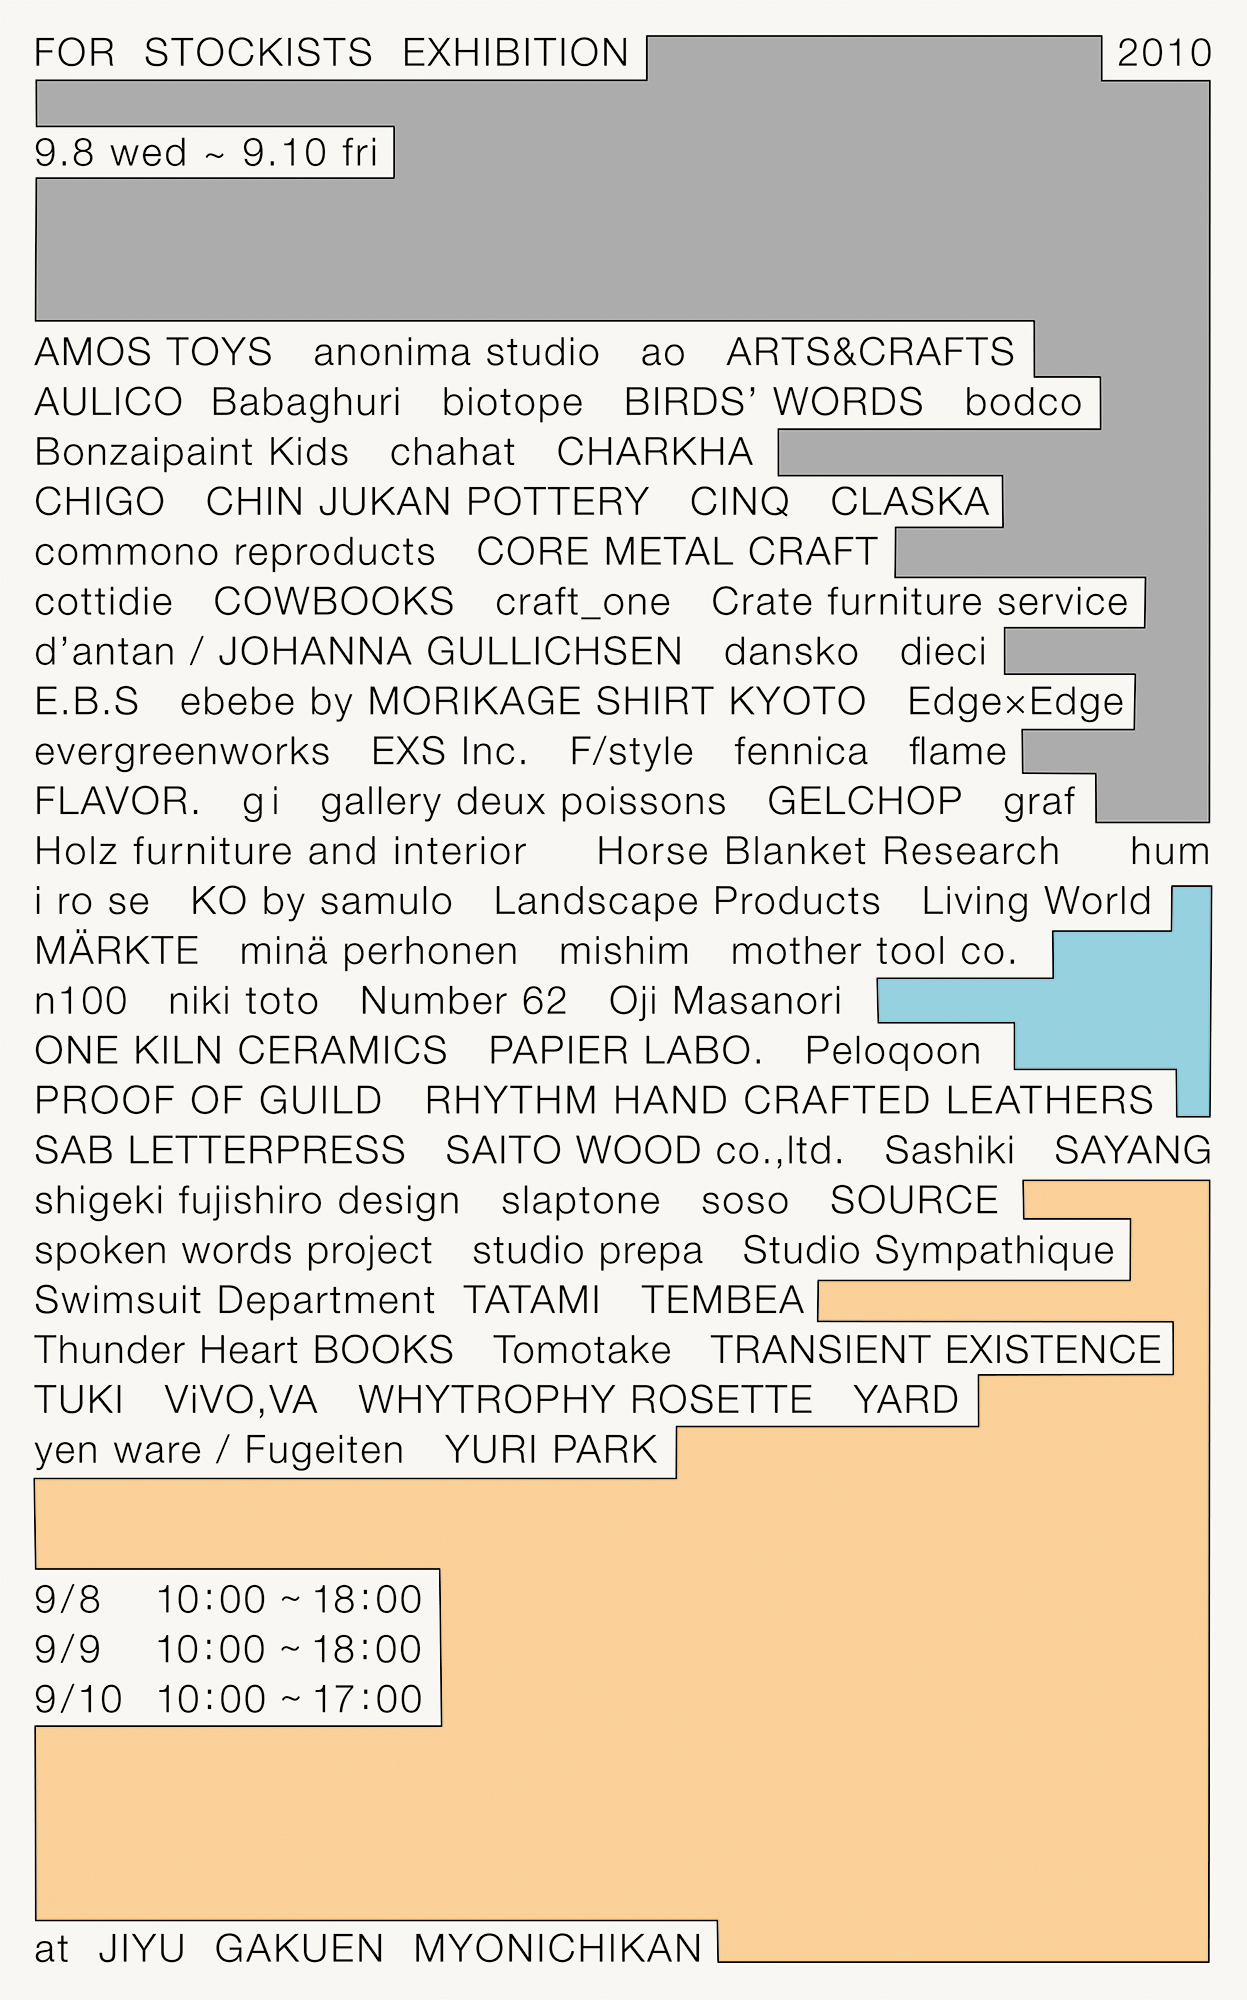 FOR STOCKISTS EXHIBITION 2010
9.8 wed ~ 9.10 fri
AMOS TOYS anonima studio ao ARTS&CRAFTS
AULICO Babaghuri biotope BIRDS’ WORDS bodco
Bonzaipaint Kids chahat CHARKHA
CHIGO CHIN JUKAN POTTERY CINQ CLASKA
commono reproducts CORE METAL CRAFT
cottidie COWBOOKS craft_one Crate furniture service
d’antan / JOHANNA GULLICHSEN dansko dieci
E.B.S ebebe by MORIKAGE SHIRT KYOTO Edge×Edge
evergreenworks EXS Inc. F/style fennica flame
FLAVOR. gi gallery deux poissons GELCHOP graf
Holz furniture and interior Horse Blanket Research hum
i ro se KO by samulo Landscape Products Living World
MÄRKTE minä perhonen mishim mother tool co.
n100 niki toto Number 62 Oji Masanori
ONE KILN CERAMICS PAPIER LABO. Peloqoon
PROOF OF GUILD RHYTHM HAND CRAFTED LEATHERS
SAB LETTERPRESS SAITO WOOD co.,ltd. Sashiki SAYANG
shigeki fujishiro design slaptone soso SOURCE
spoken words project studio prepa Studio Sympathique
Swimsuit Department TATAMI TEMBEA
Thunder Heart BOOKS Tomotake TRANSIENT EXISTENCE
TUKI ViVO,VA WHYTROPHY ROSETTE YARD
yen ware / Fugeiten YURI PARK
9/8 10:00 ~ 18:00
9/9 10:00 ~ 18:00
9/10 10:00 ~ 17:00
at JIYU GAKUEN MYONICHIKAN